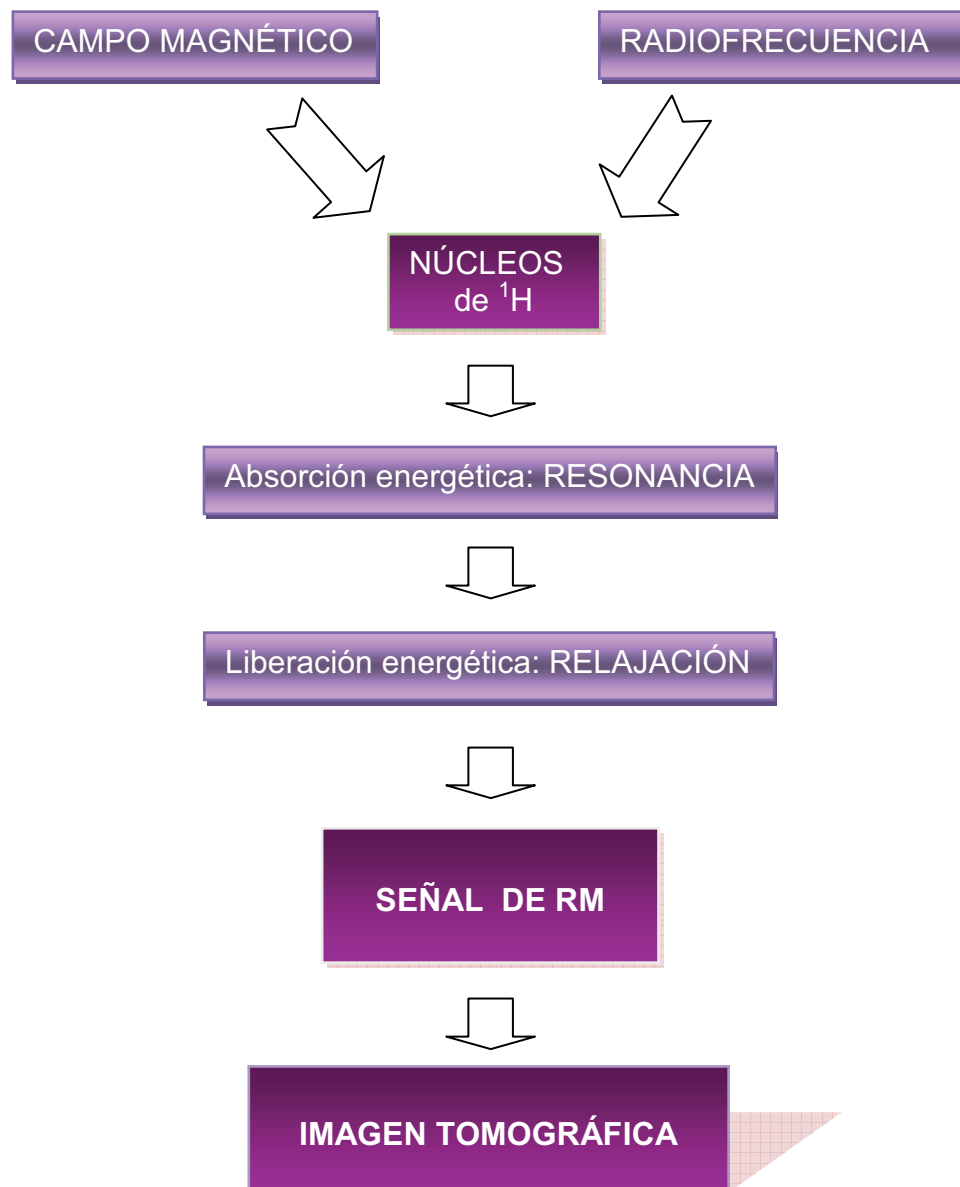 CAMPO MAGNÉTICO
RADIOFRECUENCIA
NÚCLEOS
de ¹H
Absorción energética: RESONANCIA
Liberación energética: RELAJACIÓN
SEÑAL DE RM
IMAGEN TOMOGRÁFICA